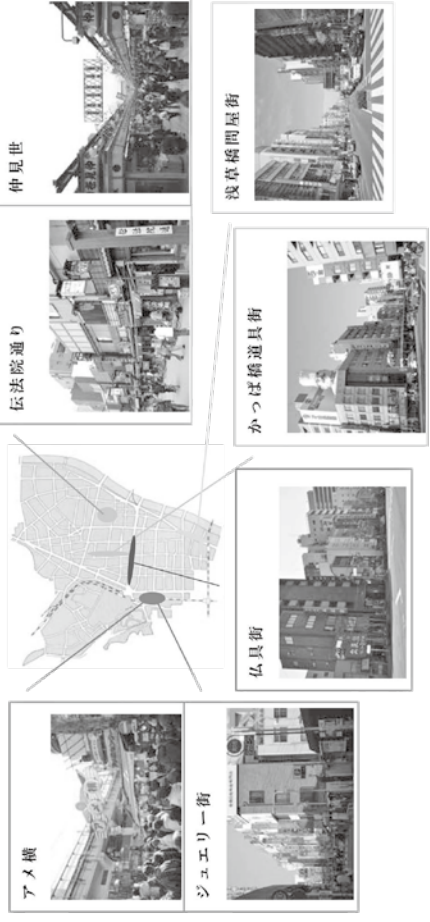 アメ横
ジュエリー街
仏具街
かっぱ橋道具街
浅草橋問屋街
伝法院通り
仲見世